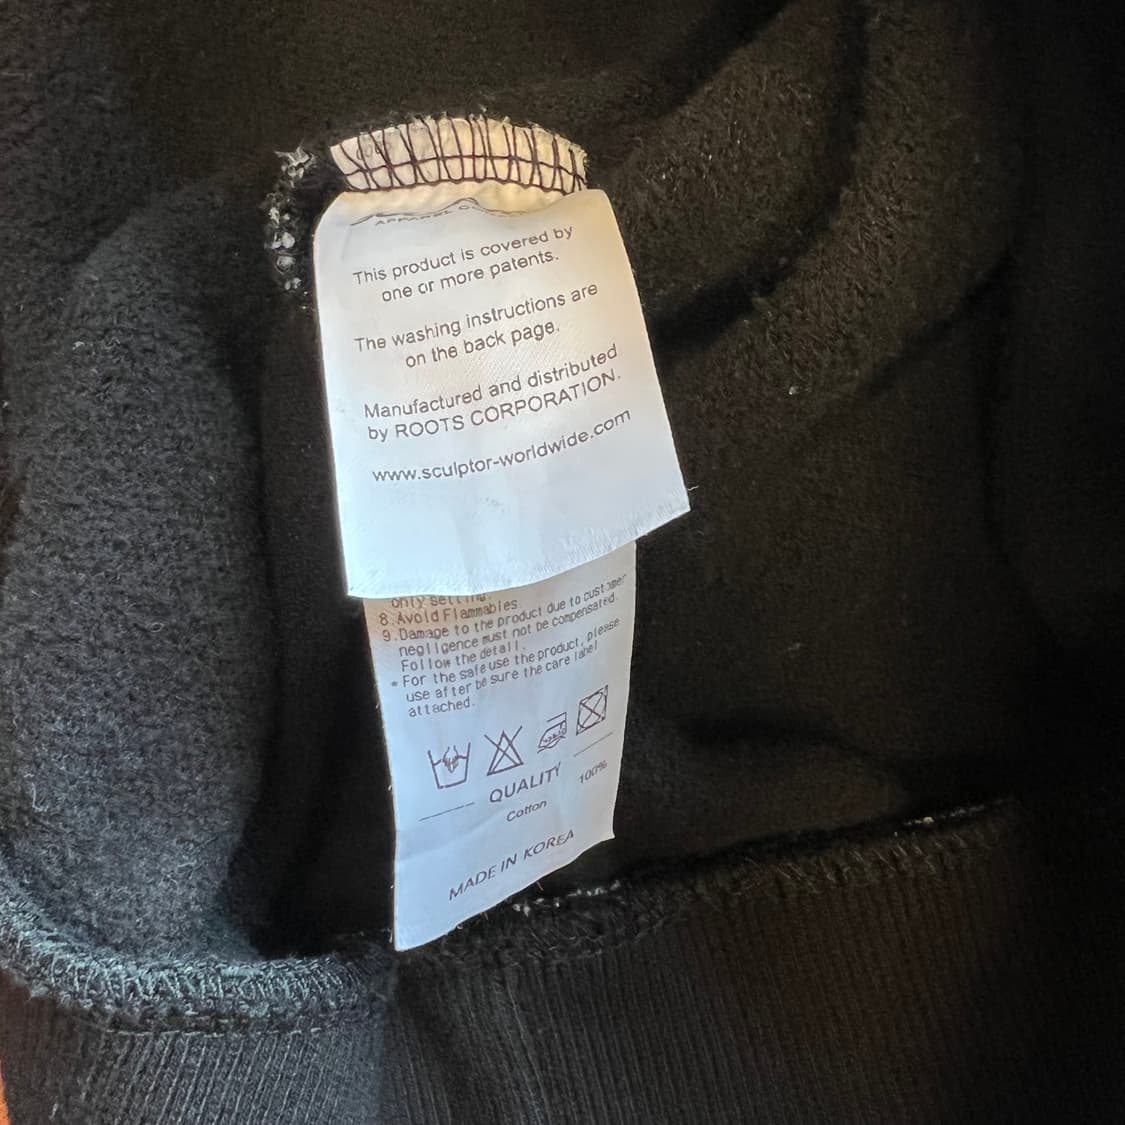 APPAREL
This product is covered by
one or more patents.
The washing instructions are
on the back page.
Manufactured and distributed
by ROOTS CORPORATION.
www.sculptor-worldwide.com
only setting.
8.Avoid Flammables.
9.Damage to the product due to customer
negligence must not be compensated.
Follow the detail.
* For the safe use the product, please
use after be sure the care label
attached.
QUALITY
Cotton 100%
MADE IN KOREA